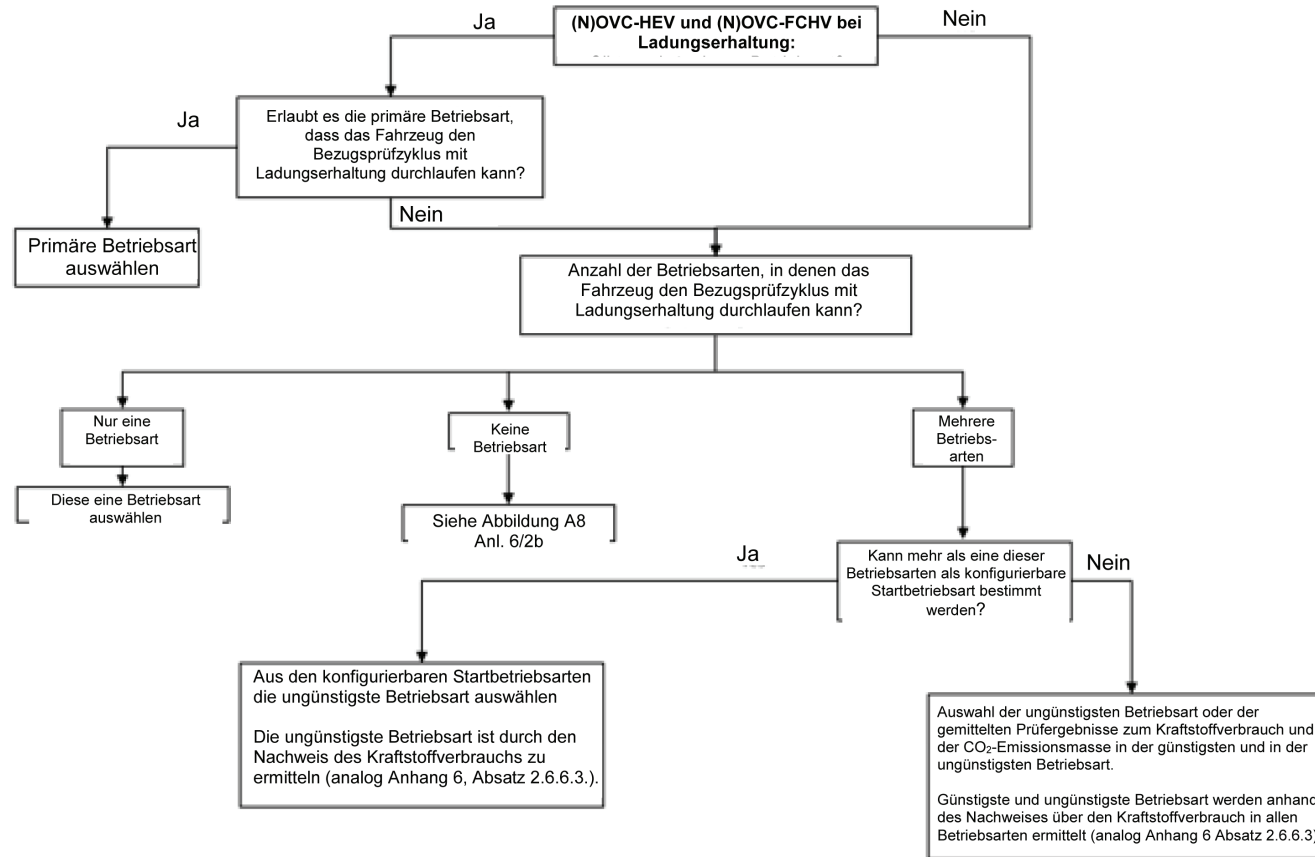 Ja
(N)OVC-HEV und (N)OVC-FCHV bei
Ladungserhaltung:
Nein
Ja
Erlaubt es die primäre Betriebsart,
dass das Fahrzeug den
Bezugsprüfzyklus mit
Ladungserhaltung durchlaufen kann?
Nein
Primäre Betriebsart
auswählen
Anzahl der Betriebsarten, in denen das
Fahrzeug den Bezugsprüfzyklus mit
Ladungserhaltung durchlaufen kann?
Nur eine
Betriebsart
Keine
Betriebsart
Mehrere
Betriebs-
arten
Diese eine Betriebsart
auswählen
Siehe Abbildung A8
Anl. 6/2b
Ja
Kann mehr als eine dieser
Betriebsarten als konfigurierbare
Startbetriebsart bestimmt
werden?
Nein
Aus den konfigurierbaren Startbetriebsarten
die ungünstigste Betriebsart auswählen
Die ungünstigste Betriebsart ist durch den
Nachweis des Kraftstoffverbrauchs zu
ermitteln (analog Anhang 6, Absatz 2.6.6.3.).
Auswahl der ungünstigsten Betriebsart oder der
gemittelten Prüfergebnisse zum Kraftstoffverbrauch und
der CO₂-Emissionsmasse in der günstigsten und in der
ungünstigsten Betriebsart.
Günstigste und ungünstigste Betriebsart werden anhand
des Nachweises über den Kraftstoffverbrauch in allen
Betriebsarten ermittelt (analog Anhang 6 Absatz 2.6.6.3)